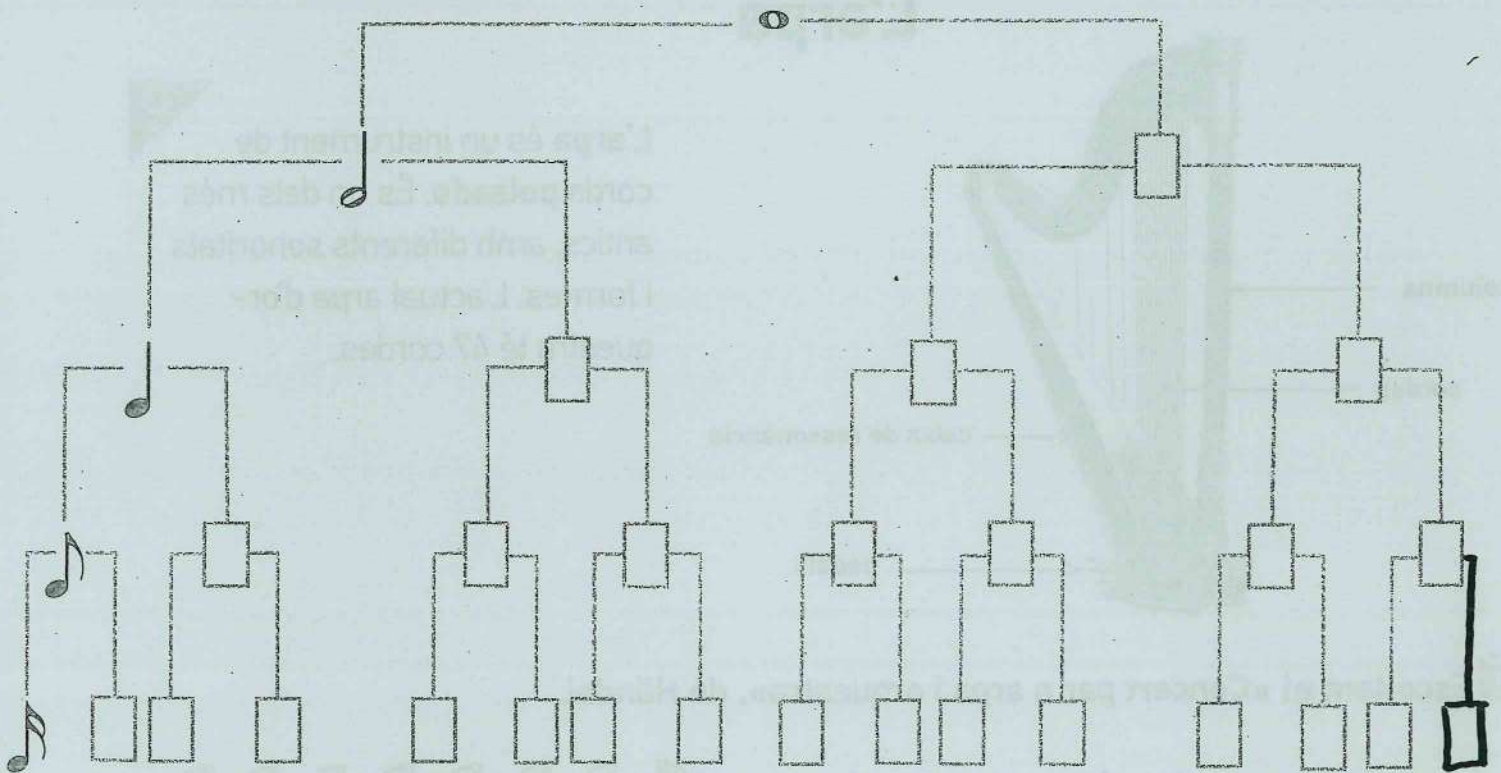 L'arpa
L'arpa és un instrument de
corda polsada. És un dels més
antics, amb diferents sonoritats
i formes. L'actual arpa d'or-
questra té 47 cordes.
columna
cordes
caixa de ressonància
pedals
Escoltem el «Concert per a arpa i orquestra», de Händel.